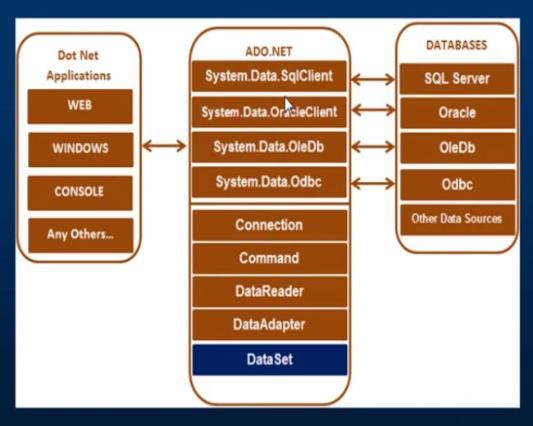 Dot Net
Applications
WEB
WINDOWS
CONSOLE
Any Others...
ADO.NET
System.Data.SqlClient
System.Data.OracleClient
System.Data.OleDb
System.Data.Odbc
Connection
Command
DataReader
DataAdapter
DataSet
DATABASES
SQL Server
Oracle
OleDb
Odbc
Other Data Sources